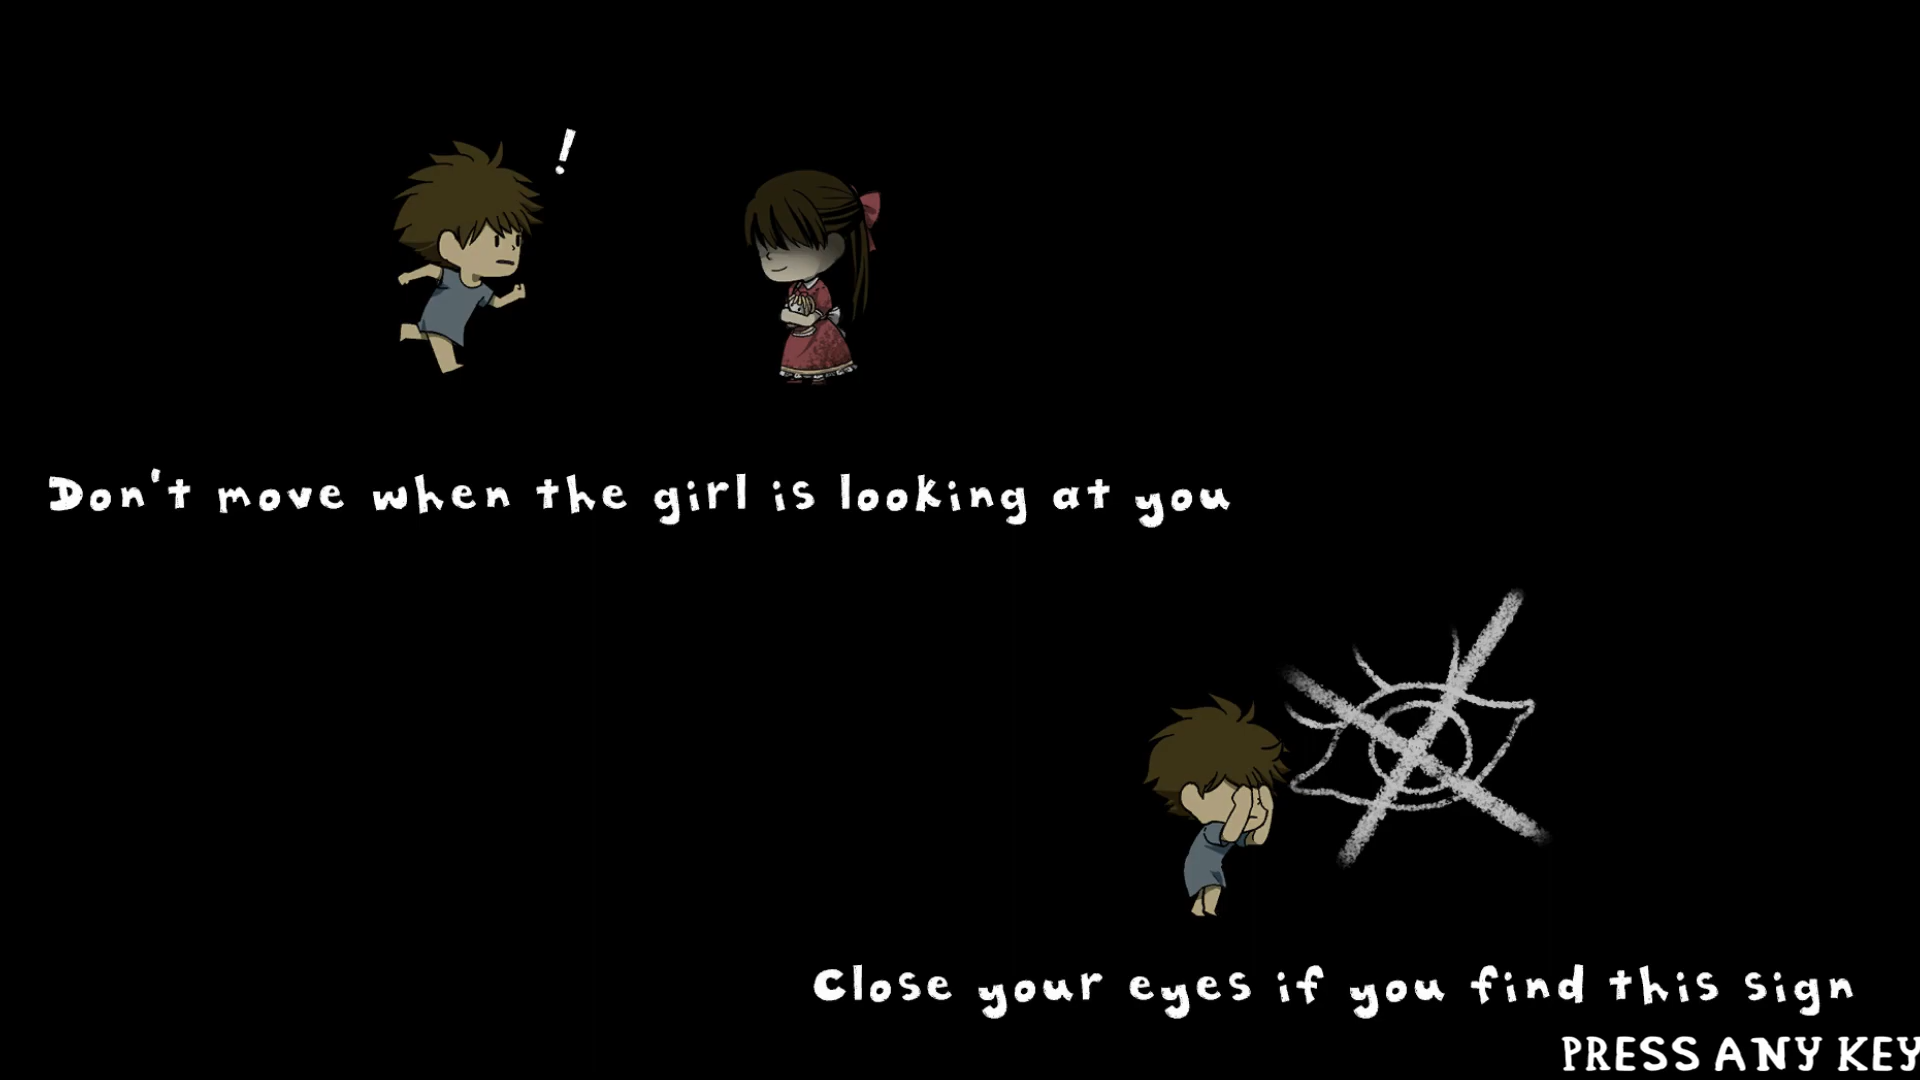 !
Don't move when the girl is looking at you
Close your eyes if you find this sign
PRESS ANY KEY